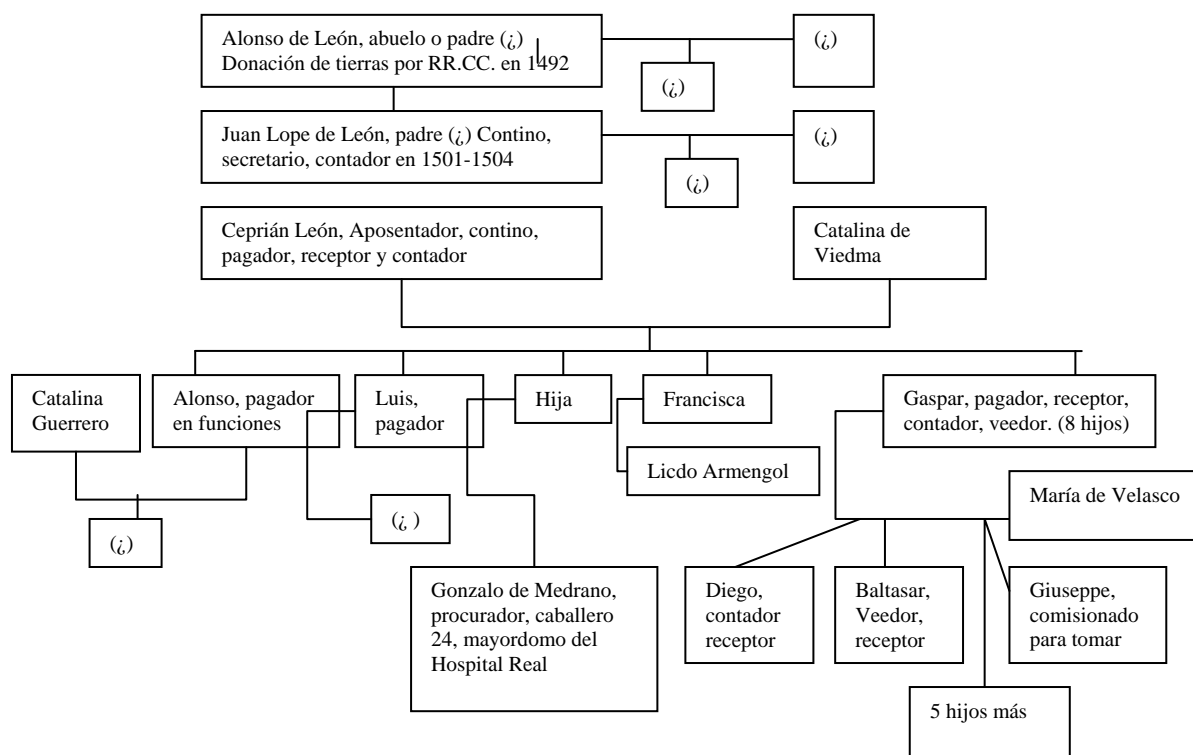 Alonso de León, abuelo o padre (¿)
Donación de tierras por RR.CC. en 1492
(¿)
(¿)
Juan Lope de León, padre (¿) Contino,
secretario, contador en 1501-1504
(¿)
(¿)
Ceprián León, Aposentador, contino,
pagador, receptor y contador
Catalina de
Viedma
Catalina
Guerrero
Alonso, pagador
en funciones
Luis,
pagador
Hija
Francisca
Gaspar, pagador, receptor,
contador, veedor. (8 hijos)
Licdo Armengol
María de Velasco
(¿)
(¿ )
Gonzalo de Medrano,
procurador, caballero
24, mayordomo del
Hospital Real
Diego,
contador
receptor
Baltasar,
Veedor,
receptor
Giuseppe,
comisionado
para tomar
5 hijos más